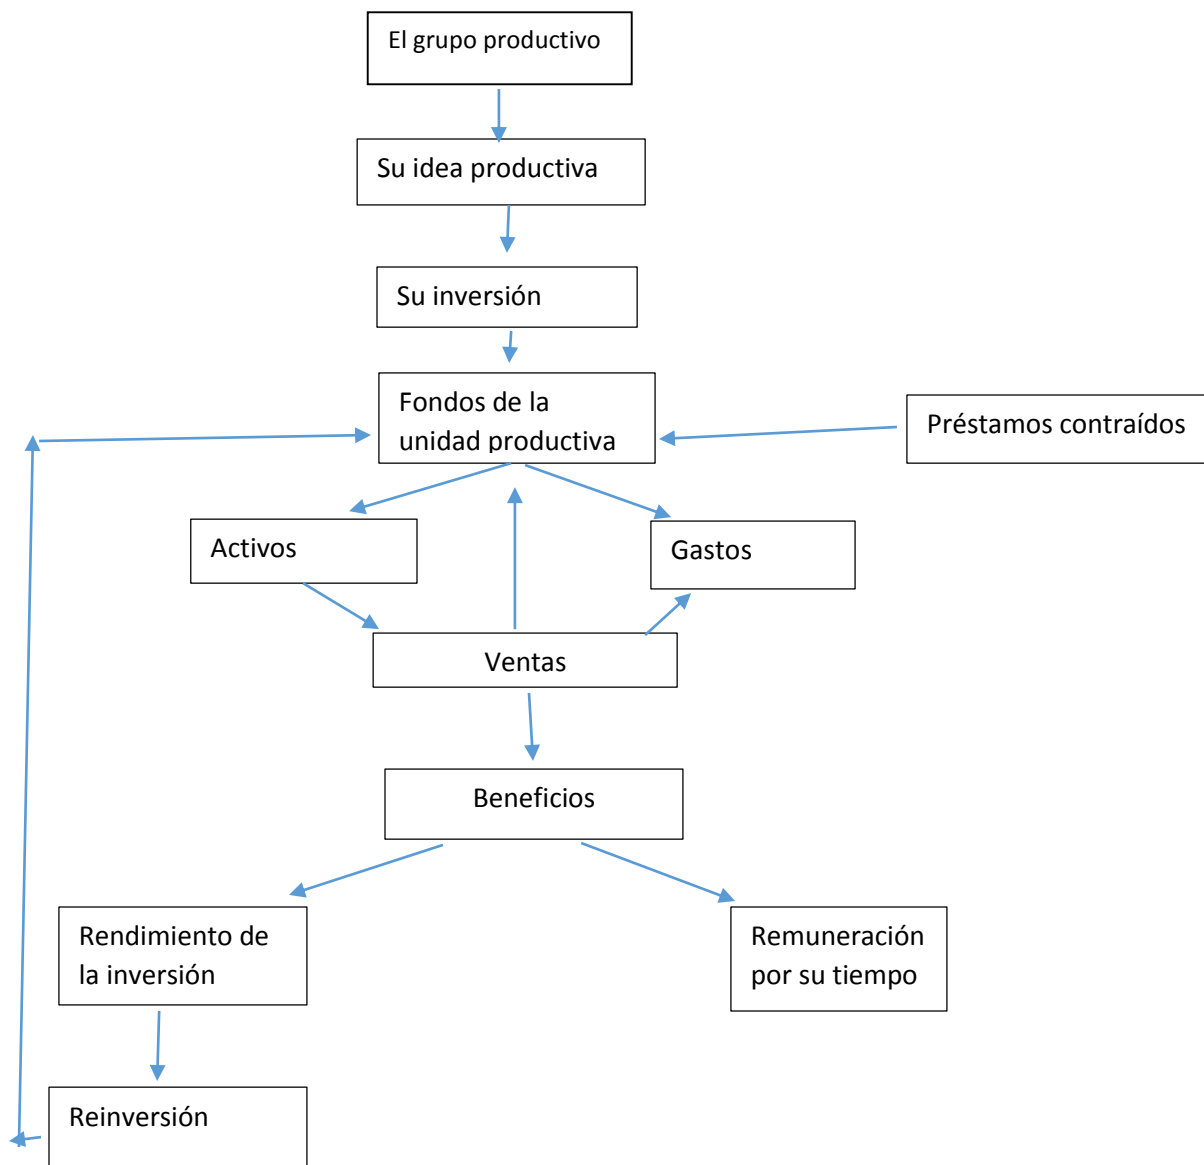 El grupo productivo
Su idea productiva
Su inversión
Fondos de la
unidad productiva
Préstamos contraídos
Activos
Gastos
Ventas
Beneficios
Rendimiento de
la inversión
Remuneración
por su tiempo
Reinversión